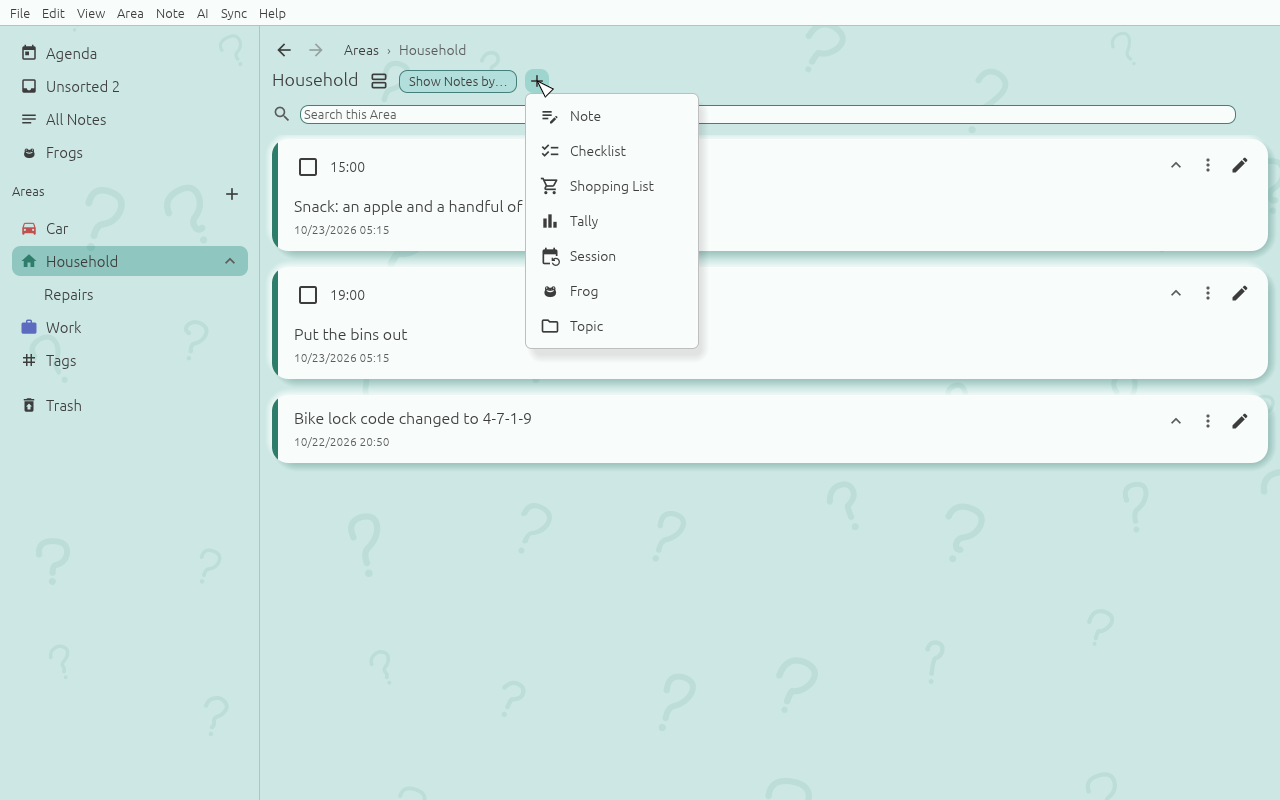 File Edit View Area Note AI Sync Help
Agenda
Unsorted 2
All Notes
Frogs
Areas
Car
Household
Repairs
Work
Tags
Trash
Areas › Household
Household Show Notes by...
Search this Area
Note
Checklist
Shopping List
Tally
Session
Frog
Topic
15:00
Snack: an apple and a handful of
10/23/2026 05:15
19:00
Put the bins out
10/23/2026 05:15
Bike lock code changed to 4-7-1-9
10/22/2026 20:50